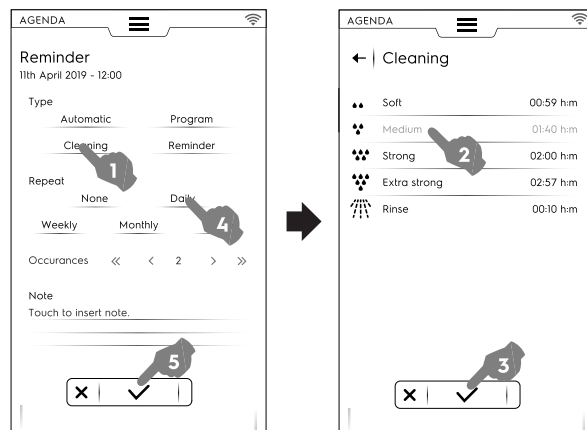 AGENDA
Reminder
11th April 2019 - 12:00
Type
Automatic Program
Cleaning Reminder
1
Repeat
None Daily
4
Weekly Monthly
Occurances << < 2 > >>
Note
Touch to insert note.
5
AGENDA
Cleaning
Soft 00:59 h:m
Medium 01:40 h:m
2
Strong 02:00 h:m
Extra strong 02:57 h:m
Rinse 00:10 h:m
3